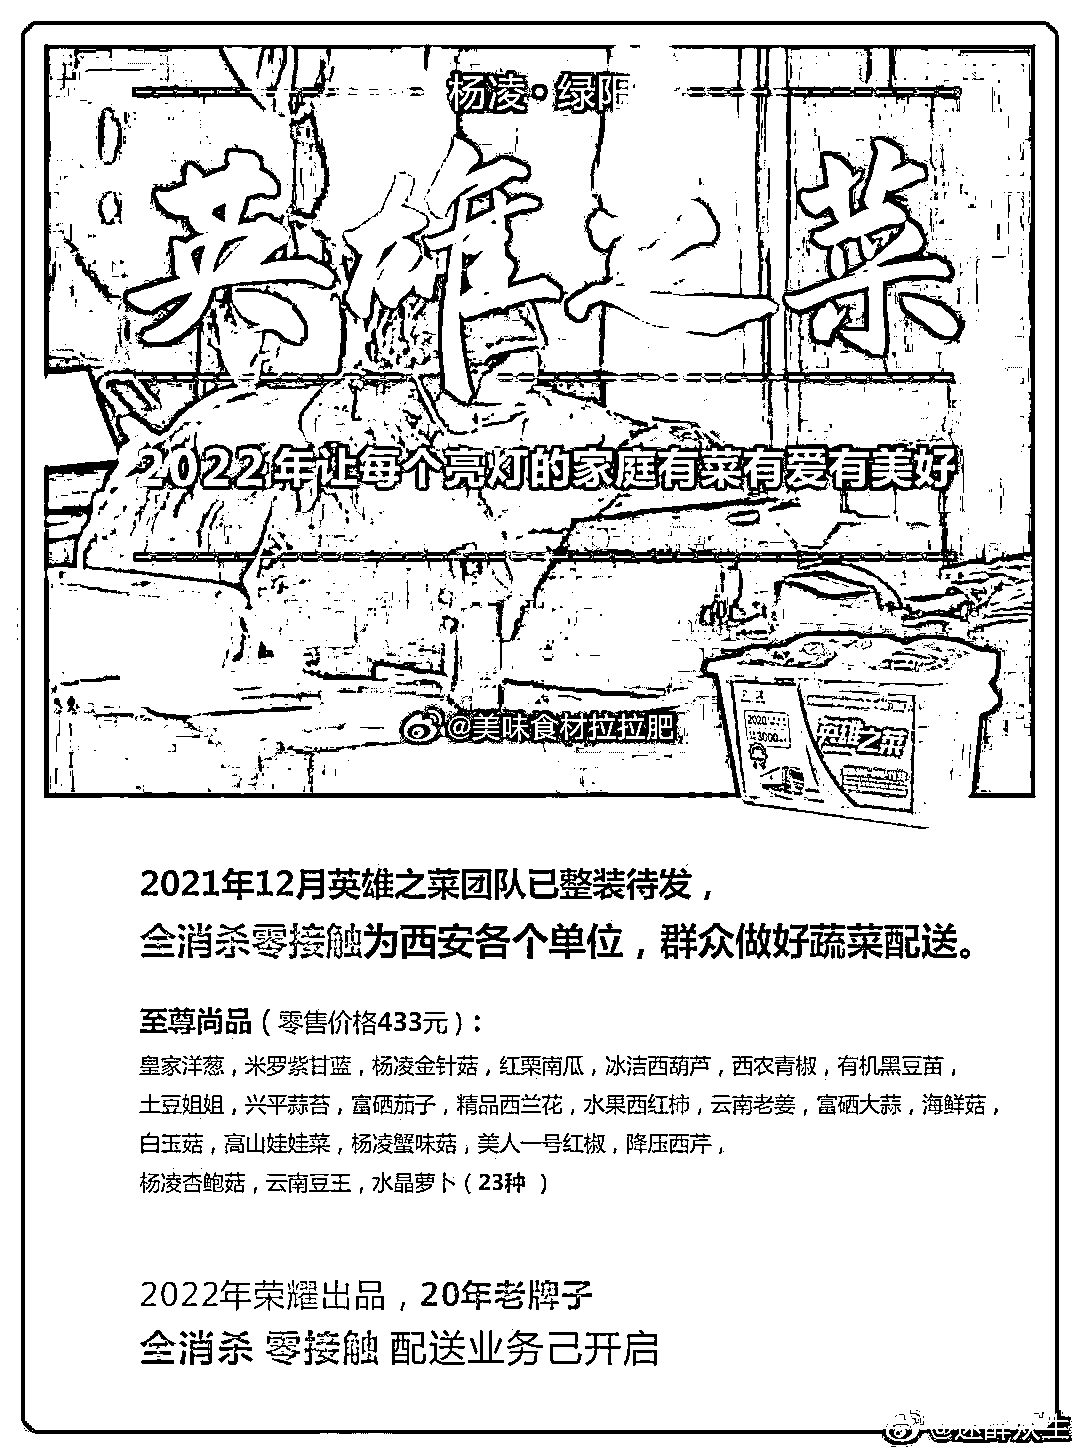 杨凌·绿阳
英雄之菜
2022年让每个亮灯的家庭有菜有爱有美好
@美味食材拉拉肥
2020
3000
英雄之菜
2021年12月英雄之菜团队已整装待发，
全消杀零接触为西安各个单位，群众做好蔬菜配送。
至尊尚品（零售价格433元）：
皇家洋葱，米罗紫甘蓝，杨凌金针菇，红栗南瓜，冰洁西葫芦，西农青椒，有机黑豆苗，
土豆姐姐，兴平蒜苔，富硒茄子，精品西兰花，水果西红柿，云南老姜，富硒大蒜，海鲜菇，
白玉菇，高山娃娃菜，杨凌蟹味菇，美人一号红椒，降压西芹，
杨凌杏鲍菇，云南豆王，水晶萝卜（23种 ）
2022年荣耀出品，20年老牌子
全消杀 零接触 配送业务己开启